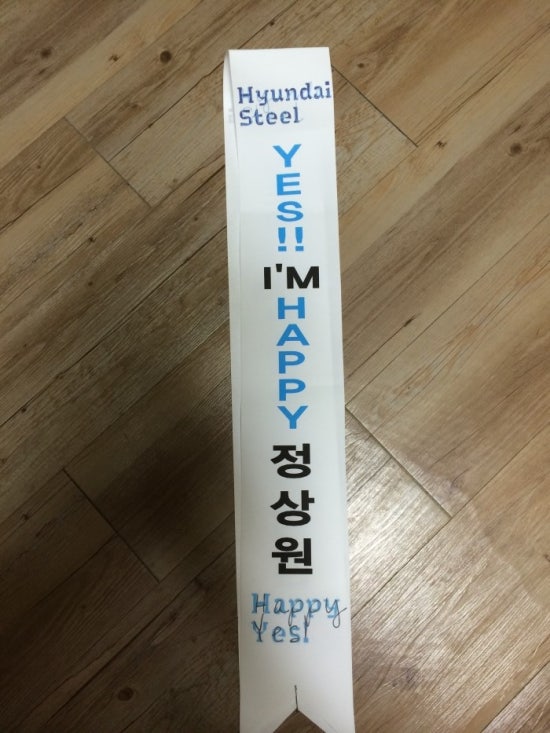 Hyundai
Steel
YES!!
I'M
HAPPY
정상원
Happy
Yes!